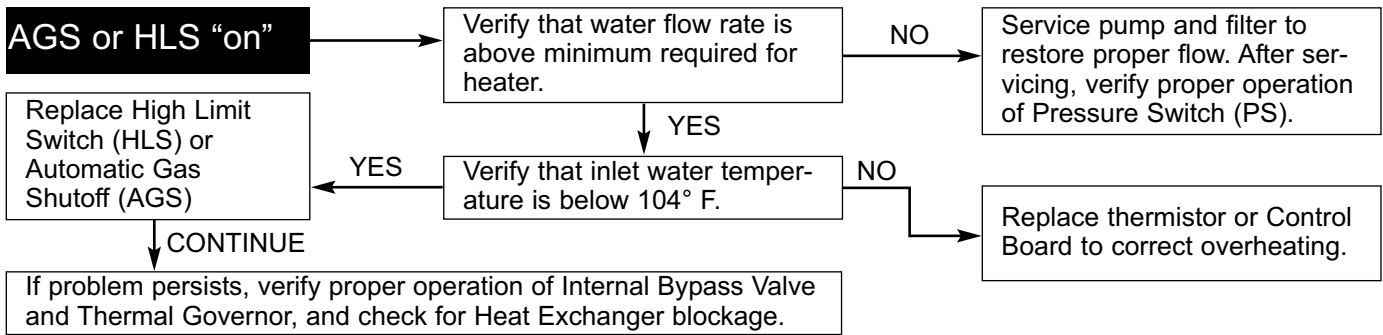 AGS or HLS “on”
Verify that water flow rate is
above minimum required for
heater.
NO
Service pump and filter to
restore proper flow. After ser-
vicing, verify proper operation
of Pressure Switch (PS).
YES
Verify that inlet water temper-
ature is below 104° F.
NO
Replace thermistor or Control
Board to correct overheating.
YES
Replace High Limit
Switch (HLS) or
Automatic Gas
Shutoff (AGS)
CONTINUE
If problem persists, verify proper operation of Internal Bypass Valve
and Thermal Governor, and check for Heat Exchanger blockage.